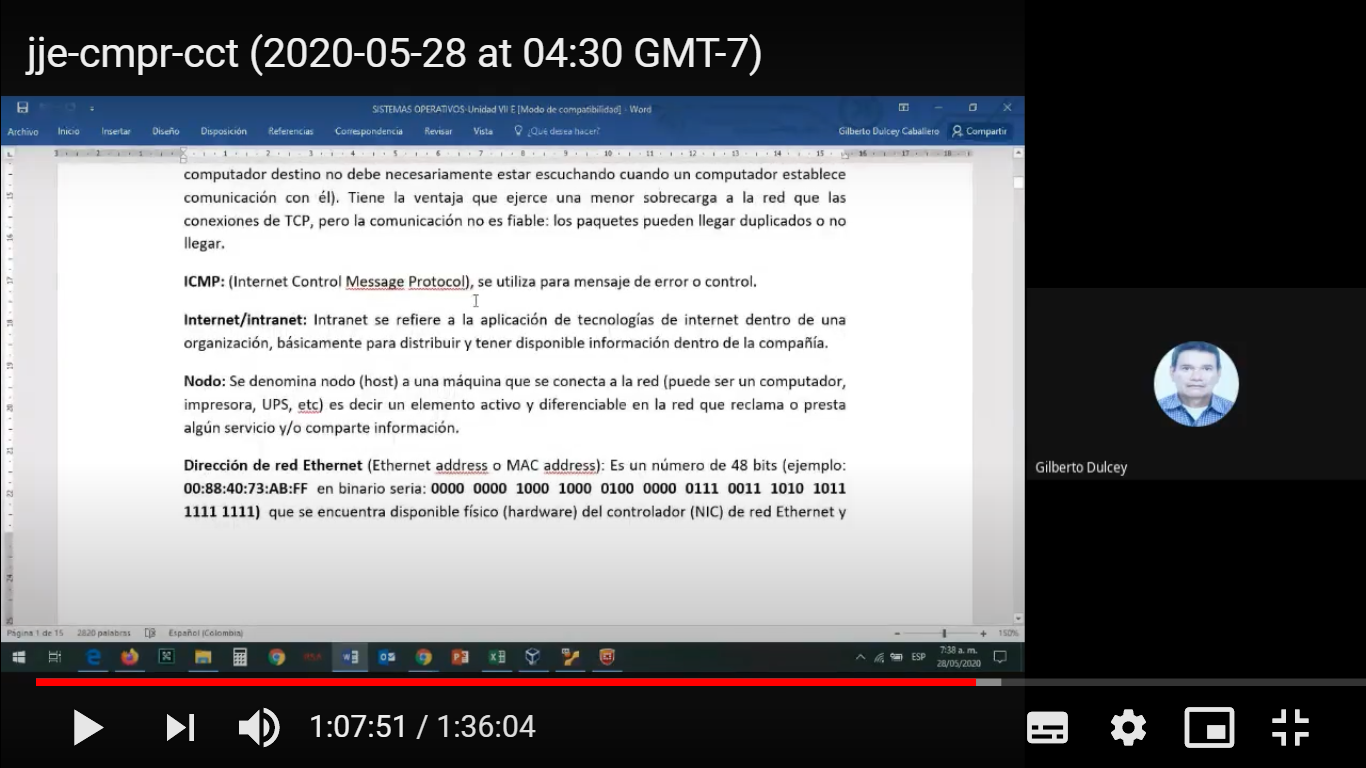 jje-cmpr-cct (2020-05-28 at 04:30 GMT-7)
SISTEMAS OPERATIVOS-Unidad VII E [Modo de compatibilidad] - Word
Archivo Inicio Insertar Diseño Disposición Referencias Correspondencia Revisar Vista ¿Qué desea hacer? Gilberto Dulcey Caballero Compartir
computador destino no debe necesariamente estar escuchando cuando un computador establece
comunicación con él). Tiene la ventaja que ejerce una menor sobrecarga a la red que las
conexiones de TCP, pero la comunicación no es fiable: los paquetes pueden llegar duplicados o no
llegar.
ICMP: (Internet Control Message Protocol), se utiliza para mensaje de error o control.
Internet/intranet: Intranet se refiere a la aplicación de tecnologías de internet dentro de una
organización, básicamente para distribuir y tener disponible información dentro de la compañía.
Nodo: Se denomina nodo (host) a una máquina que se conecta a la red (puede ser un computador,
impresora, UPS, etc) es decir un elemento activo y diferenciable en la red que reclama o presta
algún servicio y/o comparte información.
Dirección de red Ethernet (Ethernet address o MAC address): Es un número de 48 bits (ejemplo:
00:88:40:73:AB:FF en binario seria: 0000 0000 1000 1000 0100 0000 0111 0011 1010 1011
1111 1111) que se encuentra disponible físico (hardware) del controlador (NIC) de red Ethernet y
Gilberto Dulcey
Página 1 de 15 2820 palabras Español (Colombia) 150%
ESP 7:38 a. m.
28/05/2020
1:07:51 / 1:36:04